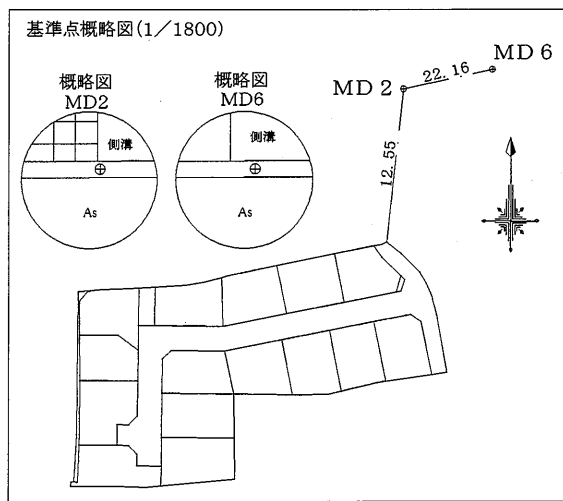 基準点概略図(1/1800)
概略図
MD2
側溝
As
概略図
MD6
側溝
As
MD 2
22. 16
MD 6
12. 55